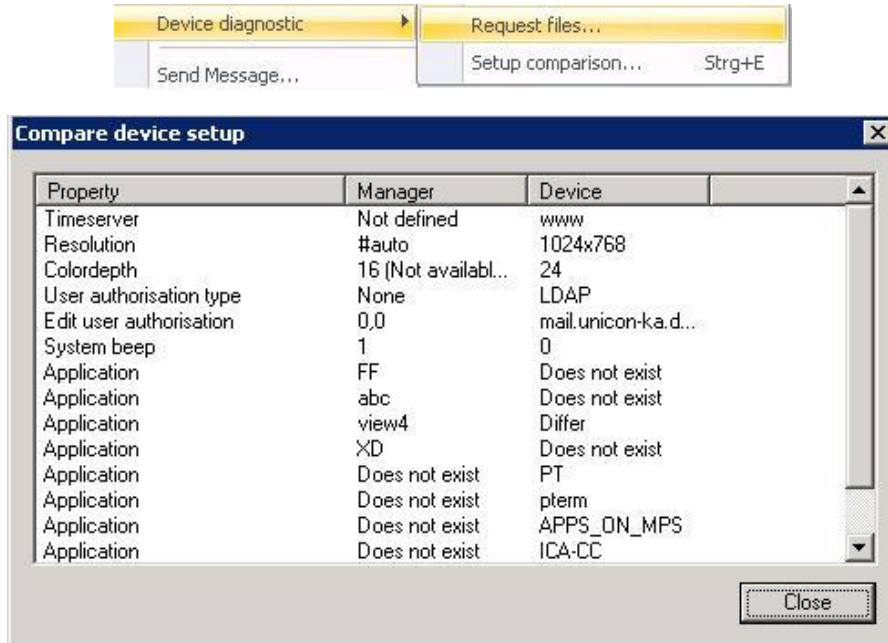 Device diagnostic
Request files...
Send Message...
Setup comparison... Strg+E
Compare device setup
Property Manager Device
Timeserver Not defined www
Resolution #auto 1024x768
Colordepth 16 (Not availabl... 24
User authorisation type None LDAP
Edit user authorisation 0,0 mail.unicon-ka.d...
System beep 1 0
Application FF Does not exist
Application abc Does not exist
Application view4 Differ
Application XD Does not exist
Application Does not exist PT
Application Does not exist pterm
Application Does not exist APPS_ON_MPS
Application Does not exist ICA-CC
Close